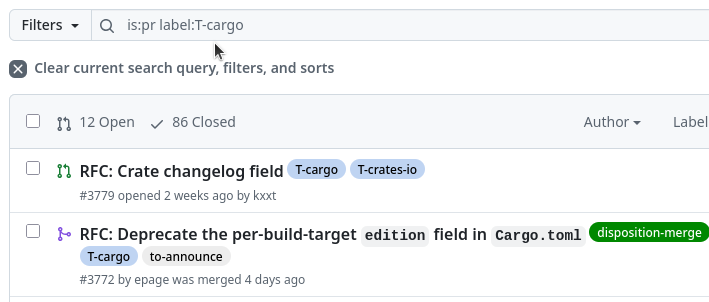 Filters is:pr label:T-cargo
Clear current search query, filters, and sorts
12 Open 86 Closed Author Label
RFC: Crate changelog field T-cargo T-crates-io
#3779 opened 2 weeks ago by kxxt
RFC: Deprecate the per-build-target edition field in Cargo.toml disposition-merge
T-cargo to-announce
#3772 by epage was merged 4 days ago